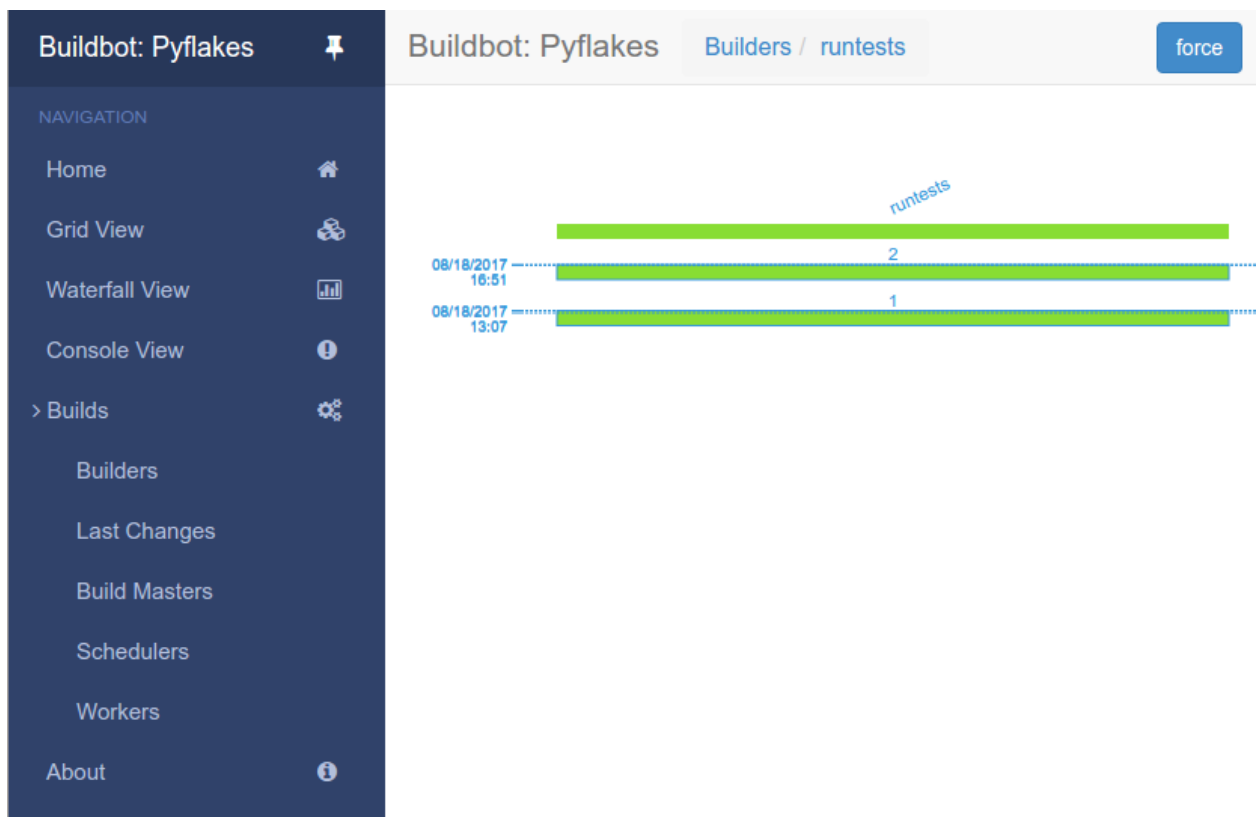 Buildbot: Pyflakes
NAVIGATION
Home
Grid View
Waterfall View
Console View
> Builds
Builders
Last Changes
Build Masters
Schedulers
Workers
About
Buildbot: Pyflakes
Builders / runtests
force
runtests
2
08/18/2017
16:51
1
08/18/2017
13:07